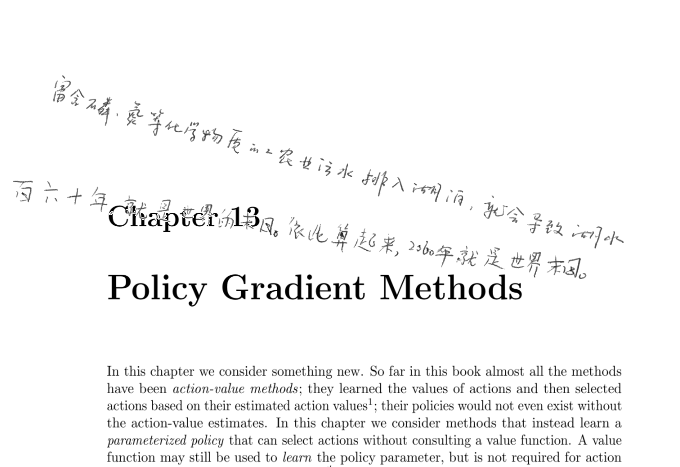 富含磷、氮等化学物质的工农业污水排入湖泊，就会导致湖水
百六十年就是世界的末日。依此算起来，2060年就是世界末日。
Chapter 13
Policy Gradient Methods
In this chapter we consider something new. So far in this book almost all the methods
have been action-value methods; they learned the values of actions and then selected
actions based on their estimated action values1; their policies would not even exist without
the action-value estimates. In this chapter we consider methods that instead learn a
parameterized policy that can select actions without consulting a value function. A value
function may still be used to learn the policy parameter, but is not required for action